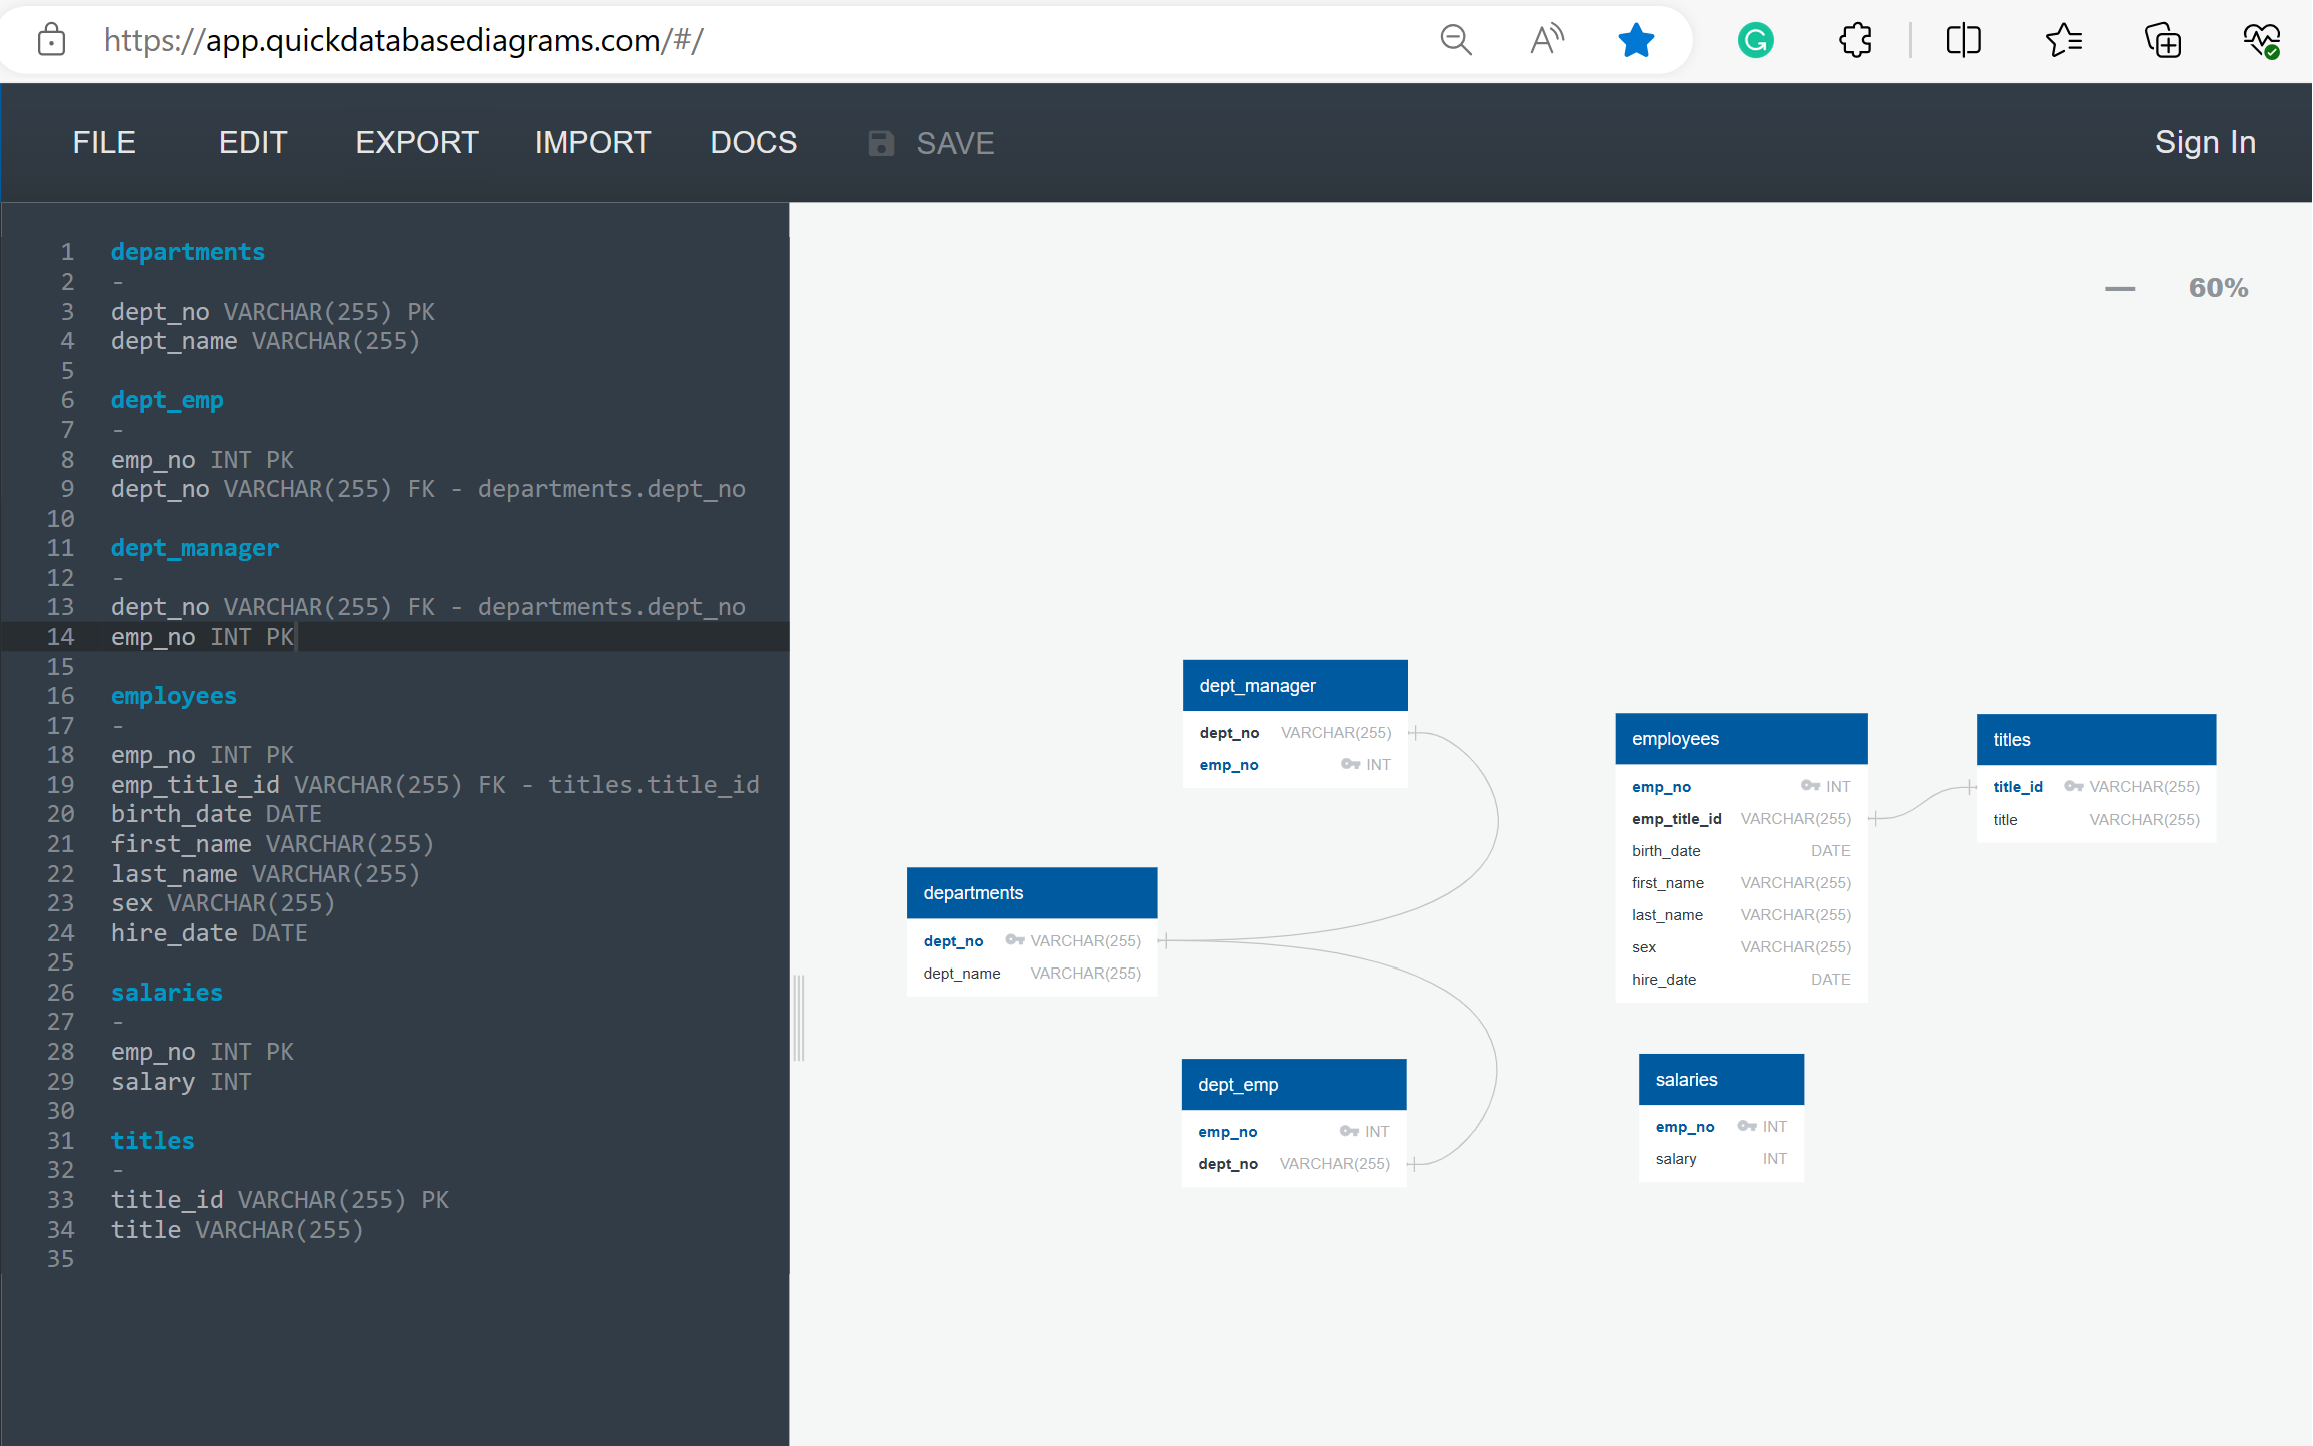 https://app.quickdatabasediagrams.com/#/
FILE EDIT EXPORT IMPORT DOCS SAVE Sign In
1 departments
2 -
3 dept_no VARCHAR(255) PK
4 dept_name VARCHAR(255)
5
6 dept_emp
7 -
8 emp_no INT PK
9 dept_no VARCHAR(255) FK - departments.dept_no
10
11 dept_manager
12 -
13 dept_no VARCHAR(255) FK - departments.dept_no
14 emp_no INT PK
15
16 employees
17 -
18 emp_no INT PK
19 emp_title_id VARCHAR(255) FK - titles.title_id
20 birth_date DATE
21 first_name VARCHAR(255)
22 last_name VARCHAR(255)
23 sex VARCHAR(255)
24 hire_date DATE
25
26 salaries
27 -
28 emp_no INT PK
29 salary INT
30
31 titles
32 -
33 title_id VARCHAR(255) PK
34 title VARCHAR(255)
35
60%
dept_manager
dept_no VARCHAR(255)
emp_no INT
departments
dept_no VARCHAR(255)
dept_name VARCHAR(255)
dept_emp
emp_no INT
dept_no VARCHAR(255)
employees
emp_no INT
emp_title_id VARCHAR(255)
birth_date DATE
first_name VARCHAR(255)
last_name VARCHAR(255)
sex VARCHAR(255)
hire_date DATE
titles
title_id VARCHAR(255)
title VARCHAR(255)
salaries
emp_no INT
salary INT